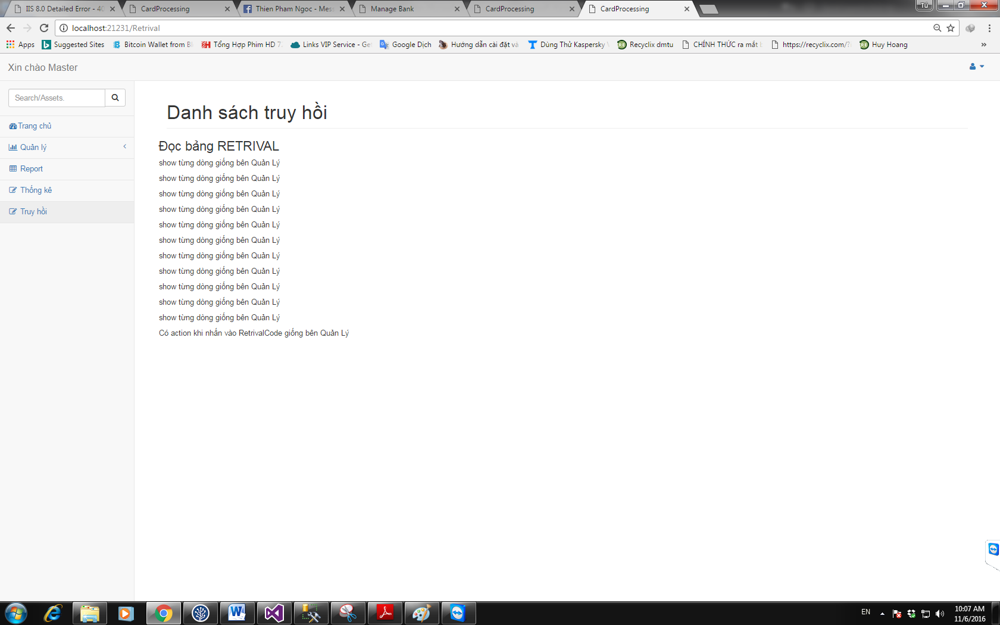 IIS 8.0 Detailed Error - 40
CardProcessing
Thien Pham Ngoc - Mess
Manage Bank
CardProcessing
CardProcessing
Tú
localhost:21231/Retrival
Apps
Suggested Sites
Bitcoin Wallet from Bl
Tổng Hợp Phim HD 7
Links VIP Service - Get
Google Dịch
Hướng dẫn cài đặt và
Dùng Thử Kaspersky
Recyclix dmtu
CHÍNH THỨC ra mắt
https://recyclix.com/?
Huy Hoang
»
Xin chào Master
Search/Assets.
Trang chủ
Quản lý
Report
Thống kê
Truy hồi
Danh sách truy hồi
Đọc bảng RETRIVAL
show từng dòng giống bên Quản Lý
show từng dòng giống bên Quản Lý
show từng dòng giống bên Quản Lý
show từng dòng giống bên Quản Lý
show từng dòng giống bên Quản Lý
show từng dòng giống bên Quản Lý
show từng dòng giống bên Quản Lý
show từng dòng giống bên Quản Lý
show từng dòng giống bên Quản Lý
show từng dòng giống bên Quản Lý
show từng dòng giống bên Quản Lý
Có action khi nhấn vào RetrivalCode giống bên Quản Lý
EN
10:07 AM
11/6/2016